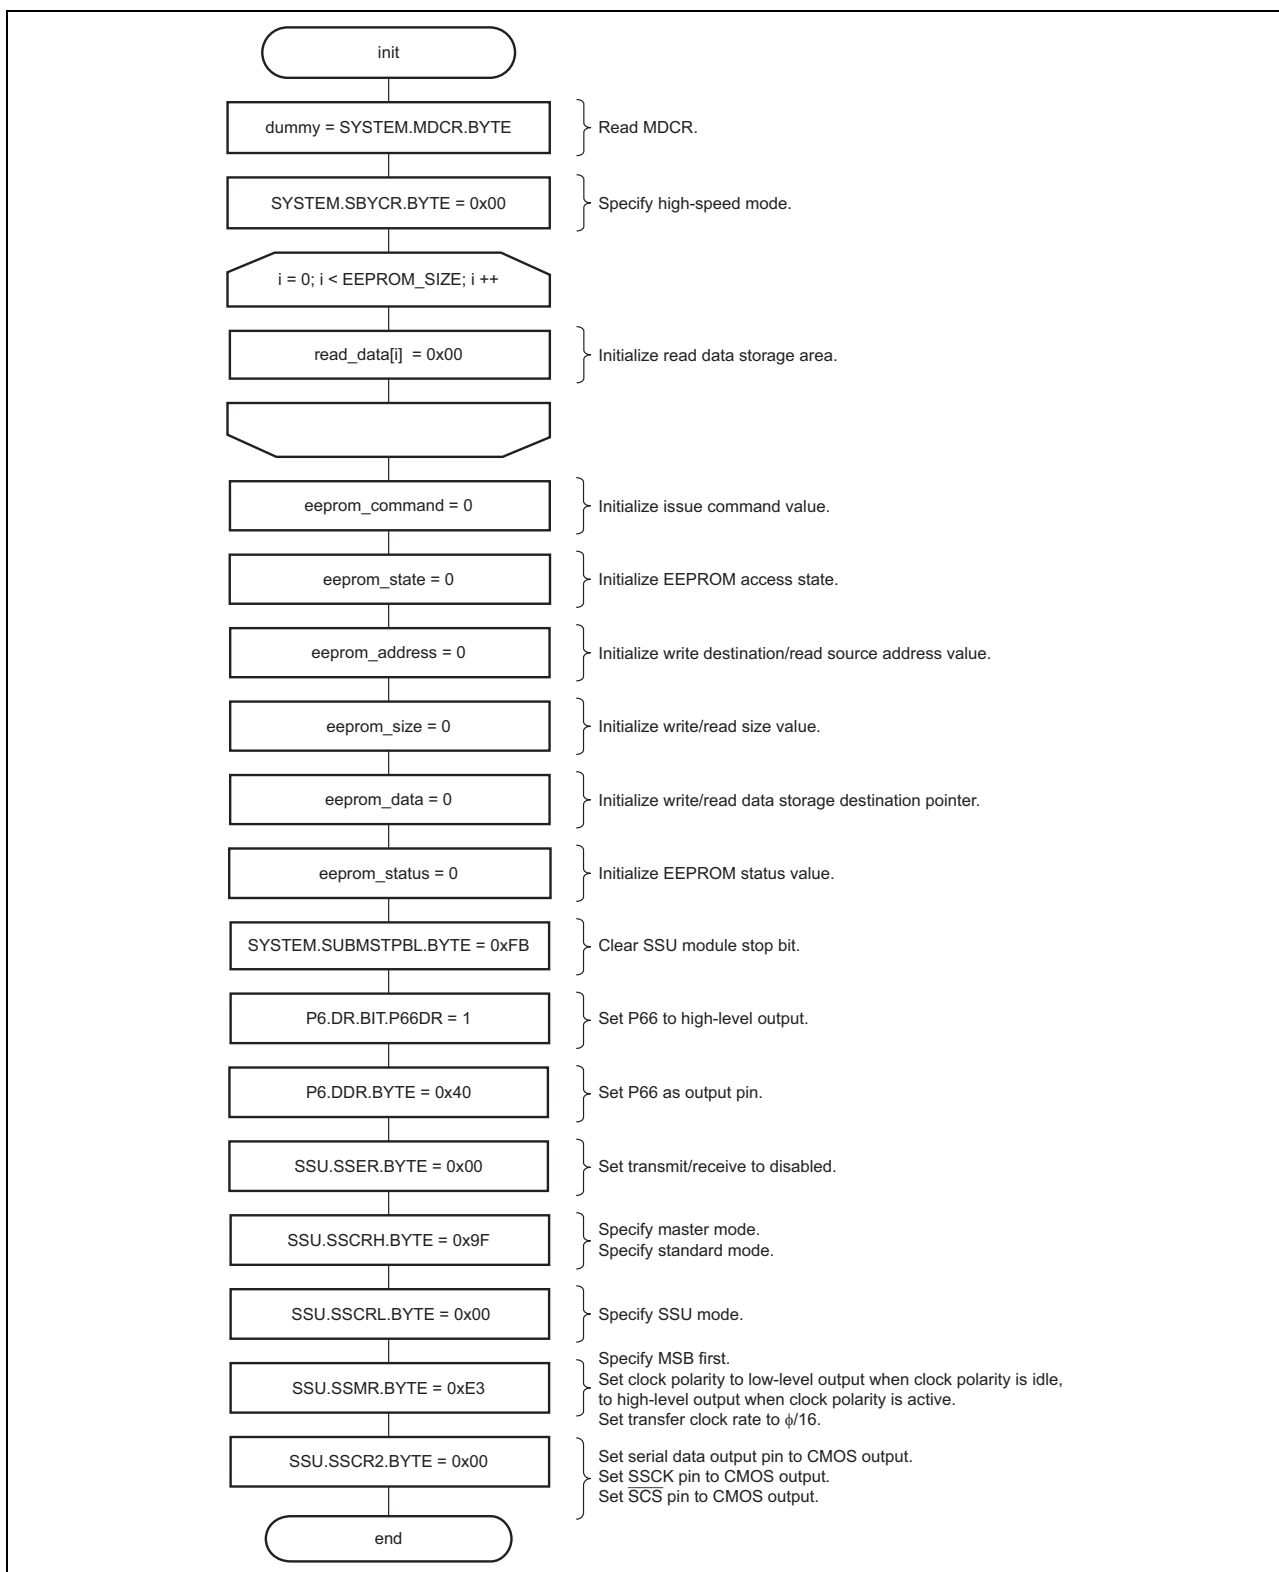 init
dummy = SYSTEM.MDCR.BYTE
Read MDCR.
SYSTEM.SBYCR.BYTE = 0x00
Specify high-speed mode.
i = 0; i < EEPROM_SIZE; i ++
read_data[i] = 0x00
Initialize read data storage area.
eeprom_command = 0
Initialize issue command value.
eeprom_state = 0
Initialize EEPROM access state.
eeprom_address = 0
Initialize write destination/read source address value.
eeprom_size = 0
Initialize write/read size value.
eeprom_data = 0
Initialize write/read data storage destination pointer.
eeprom_status = 0
Initialize EEPROM status value.
SYSTEM.SUBMSTPBL.BYTE = 0xFB
Clear SSU module stop bit.
P6.DR.BIT.P66DR = 1
Set P66 to high-level output.
P6.DDR.BYTE = 0x40
Set P66 as output pin.
SSU.SSER.BYTE = 0x00
Set transmit/receive to disabled.
SSU.SSCRH.BYTE = 0x9F
Specify master mode.
Specify standard mode.
SSU.SSCRL.BYTE = 0x00
Specify SSU mode.
SSU.SSMR.BYTE = 0xE3
Specify MSB first.
Set clock polarity to low-level output when clock polarity is idle,
to high-level output when clock polarity is active.
Set transfer clock rate to ϕ/16.
SSU.SSCR2.BYTE = 0x00
Set serial data output pin to CMOS output.
Set SSCK pin to CMOS output.
Set S̅C̅S̅ pin to CMOS output.
end